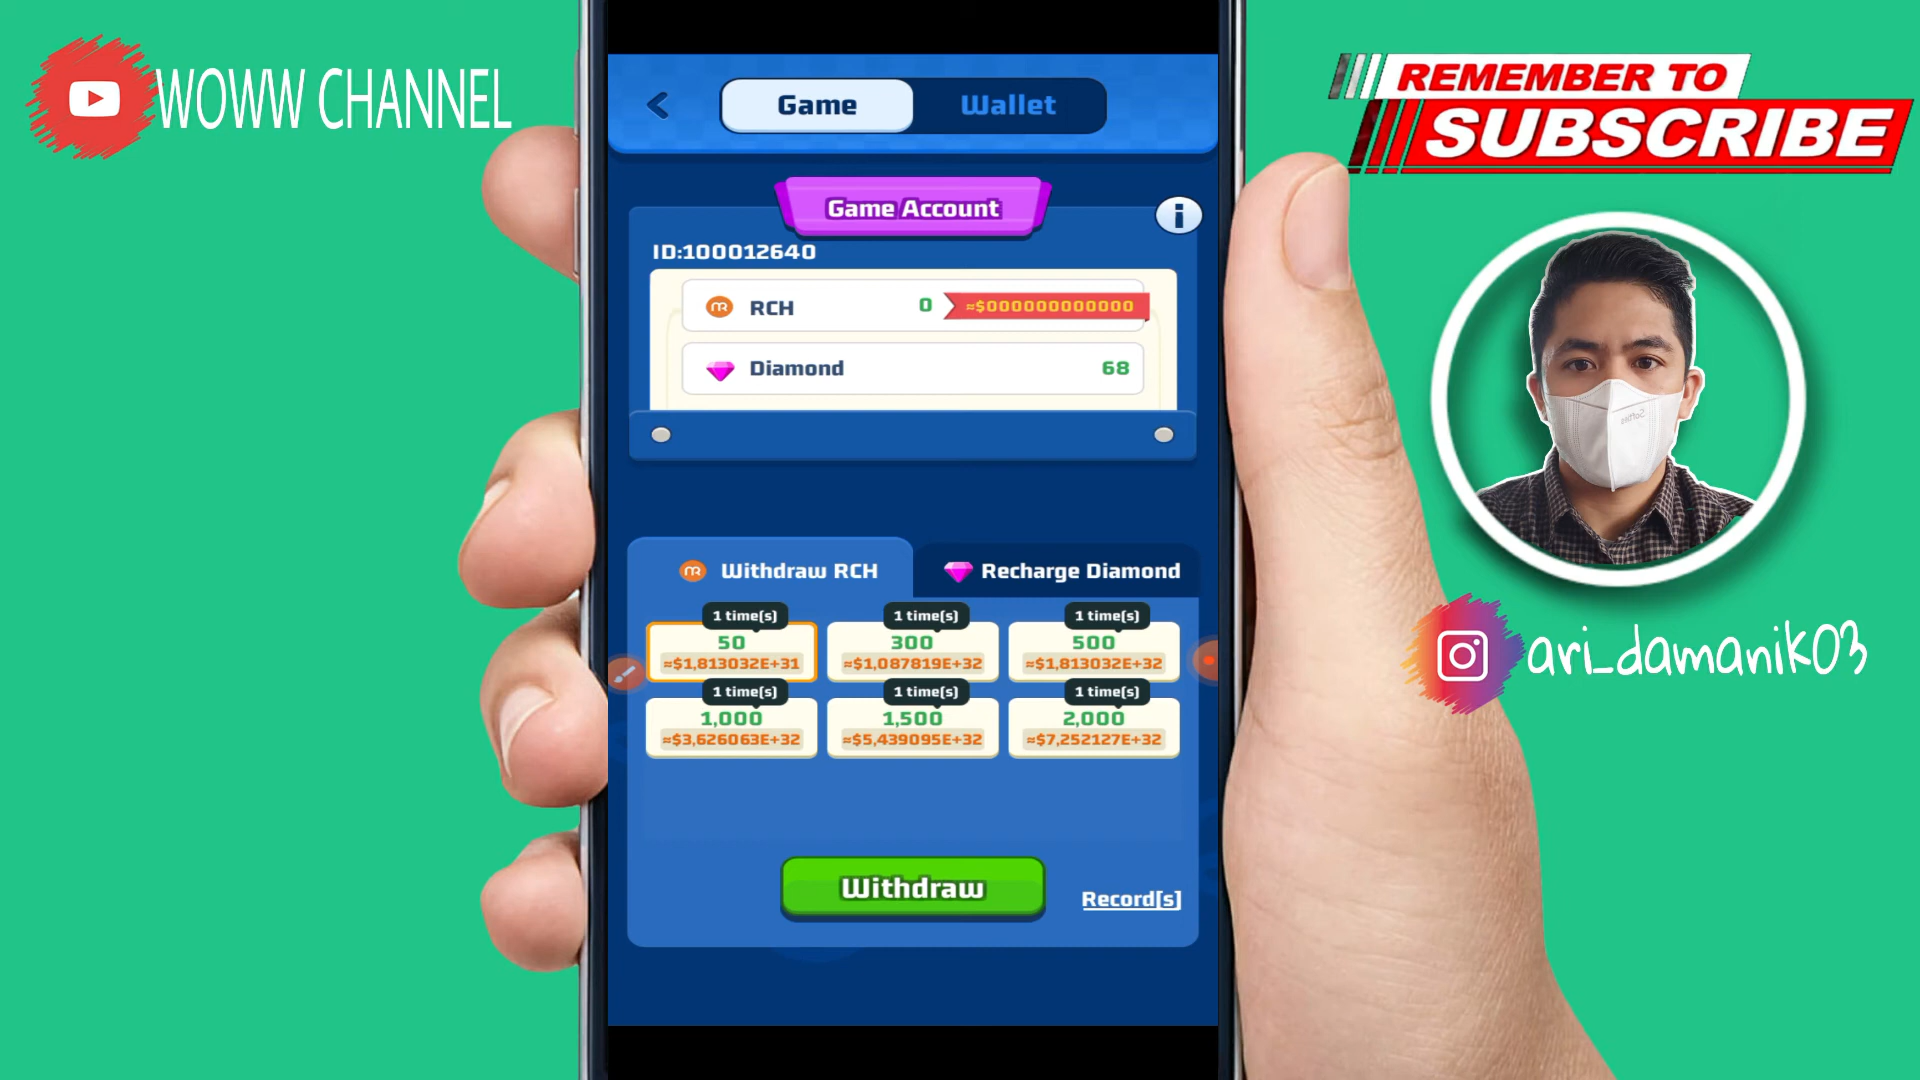 WOWW CHANNEL
REMEMBER TO
SUBSCRIBE
Game
Wallet
Game Account
i
ID:100012640
RCH
0
≈$000000000000
Diamond
68
Withdraw RCH
Recharge Diamond
1 time(s)
1 time(s)
1 time(s)
50
300
500
≈$1,813032E+31
≈$1,087819E+32
≈$1,813032E+32
1 time(s)
1 time(s)
1 time(s)
1,000
1,500
2,000
≈$3,626063E+32
≈$5,439095E+32
≈$7,252127E+32
Withdraw
Record[s]
ari_damanik03